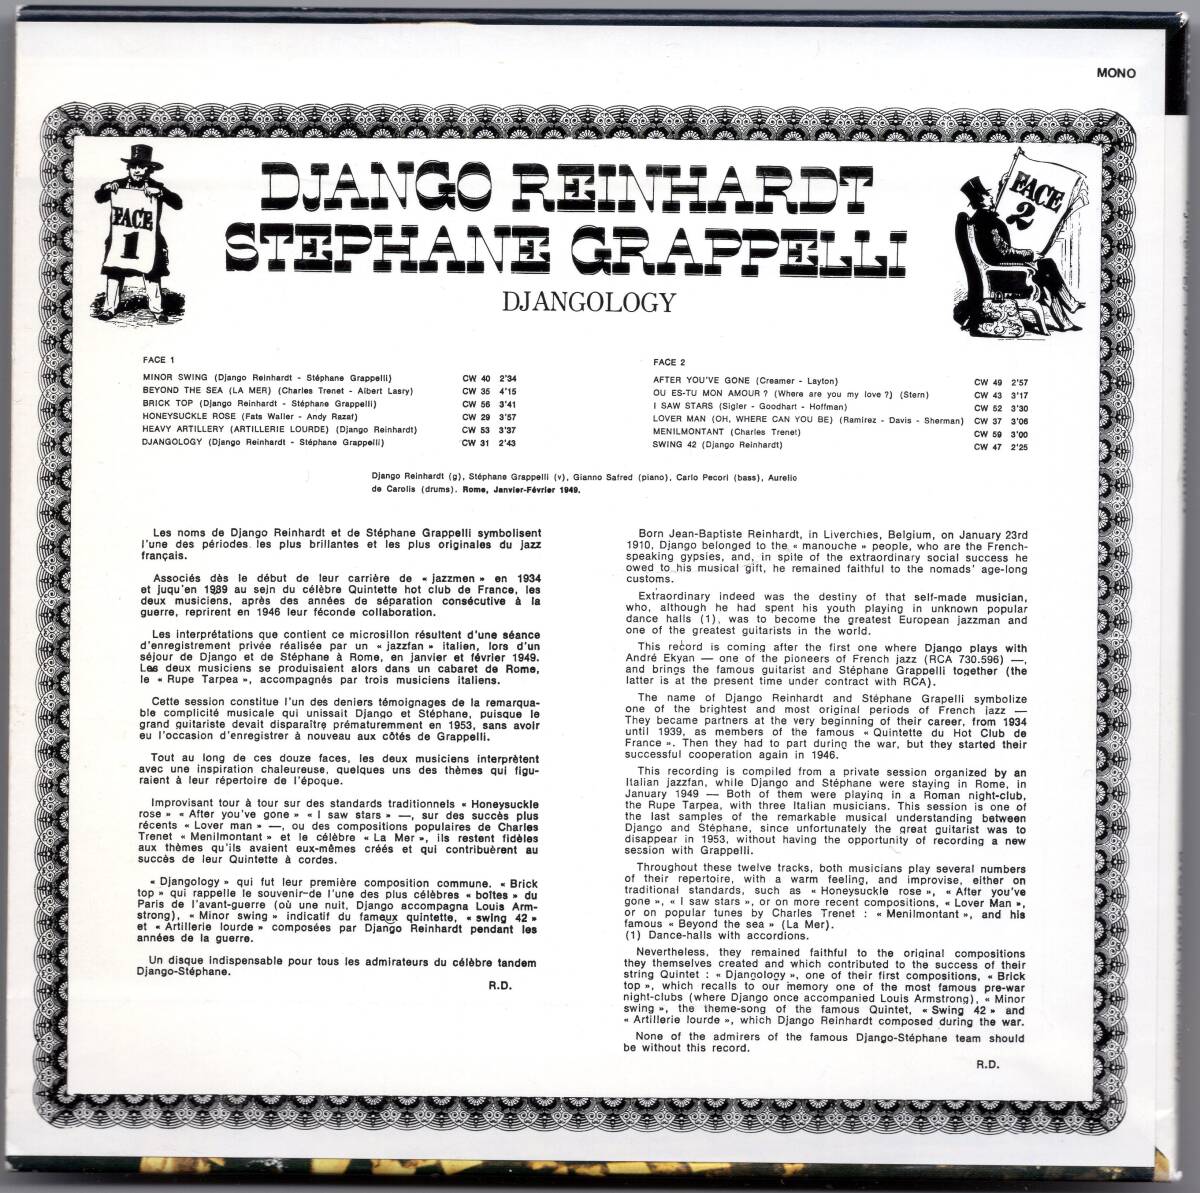 MONO
FACE
1
FACE
2
DJANGO REINHARDT
STEPHANE GRAPPELLI
DJANGOLOGY
FACE 1
MINOR SWING (Django Reinhardt - Stéphane Grappelli) CW 40 2'34
BEYOND THE SEA (LA MER) (Charles Trenet - Albert Lasry) CW 35 4'15
BRICK TOP (Django Reinhardt - Stéphane Grappelli) CW 56 3'41
HONEYSUCKLE ROSE (Fats Waller - Andy Razaf) CW 29 3'57
HEAVY ARTILLERY (ARTILLERIE LOURDE) (Django Reinhardt) CW 53 3'37
DJANGOLOGY (Django Reinhardt - Stéphane Grappelli) CW 31 2'43
FACE 2
AFTER YOU'VE GONE (Creamer - Layton) CW 49 2'57
OU ES-TU MON AMOUR ? (Where are you my love ?) (Stern) CW 43 3'17
I SAW STARS (Sigler - Goodhart - Hoffman) CW 52 3'30
LOVER MAN (OH, WHERE CAN YOU BE) (Ramirez - Davis - Sherman) CW 37 3'06
MENILMONTANT (Charles Trenet) CW 59 3'00
SWING 42 (Django Reinhardt) CW 47 2'25
Django Reinhardt (g), Stéphane Grappelli (v), Gianno Safred (piano), Carlo Pecori (bass), Aurelio
de Carolis (drums). Rome, Janvier-Février 1949.
Les noms de Django Reinhardt et de Stéphane Grappelli symbolisent
l'une des périodes les plus brillantes et les plus originales du jazz
français.
Associés dès le début de leur carrière de « jazzmen » en 1934
et juqu'en 1939 au sejn du célèbre Quintette hot club de France, les
deux musiciens, après des années de séparation consécutive à la
guerre, reprirent en 1946 leur féconde collaboration.
Les interprétations que contient ce microsillon résultent d'une séance
d'enregistrement privée réalisée par un « jazzfan » italien, lors d'un
séjour de Django et de Stéphane à Rome, en janvier et février 1949.
Les deux musiciens se produisaient alors dans un cabaret de Rome,
le « Rupe Tarpea », accompagnés par trois musiciens italiens.
Cette session constitue l'un des deniers témoignages de la remarqua-
ble complicité musicale qui unissait Django et Stéphane, puisque le
grand guitariste devait disparaître prématuremment en 1953, sans avoir
eu l'occasion d'enregistrer à nouveau aux côtés de Grappelli.
Tout au long de ces douze faces, les deux musiciens interprètent
avec une inspiration chaleureuse, quelques uns des thèmes qui figu-
raient à leur répertoire de l'époque.
Improvisant tour à tour sur des standards traditionnels « Honeysuckle
rose » « After you've gone » « I saw stars » —, sur des succès plus
récents « Lover man » —, ou des compositions populaires de Charles
Trenet « Menilmontant » et le célèbre « La Mer », ils restent fidèles
aux thèmes qu'ils avaient eux-mêmes créés et qui contribuèrent au
succès de leur Quintette à cordes.
« Djangology » qui fut leur première composition commune. « Brick
top » qui rappelle le souvenir de l'une des plus célèbres « boîtes » du
Paris de l'avant-guerre (où une nuit, Django accompagna Louis Arm-
strong), « Minor swing » indicatif du fameux quintette, « swing 42 »
et « Artillerie lourde » composées par Django Reinhardt pendant les
années de la guerre.
Un disque indispensable pour tous les admirateurs du célèbre tandem
Django-Stéphane.
R.D.
Born Jean-Baptiste Reinhardt, in Liverchies, Belgium, on January 23rd
1910, Django belonged to the « manouche » people, who are the French-
speaking gypsies, and, in spite of the extraordinary social success he
owed to his musical gift, he remained faithful to the nomads' age-long
customs.
Extraordinary indeed was the destiny of that self-made musician,
who, although he had spent his youth playing in unknown popular
dance halls (1), was to become the greatest European jazzman and
one of the greatest guitarists in the world.
This record is coming after the first one where Django plays with
André Ekyan — one of the pioneers of French jazz (RCA 730.596) —,
and brings the famous guitarist and Stéphane Grappelli together (the
latter is at the present time under contract with RCA).
The name of Django Reinhardt and Stéphane Grapelli symbolize
one of the brightest and most original periods of French jazz —
They became partners at the very beginning of their career, from 1934
until 1939, as members of the famous « Quintette du Hot Club de
France ». Then they had to part during the war, but they started their
successful cooperation again in 1946.
This recording is compiled from a private session organized by an
Italian jazzfan, while Django and Stéphane were staying in Rome, in
January 1949 — Both of them were playing in a Roman night-club,
the Rupe Tarpea, with three Italian musicians. This session is one of
the last samples of the remarkable musical understanding between
Django and Stéphane, since unfortunately the great guitarist was to
disappear in 1953, without having the opportunity of recording a new
session with Grappelli.
Throughout these twelve tracks, both musicians play several numbers
of their repertoire, with a warm feeling, and improvise, either on
traditional standards, such as « Honeysuckle rose », « After you've
gone », « I saw stars », or on more recent compositions, « Lover Man »,
or on popular tunes by Charles Trenet : « Menilmontant », and his
famous « Beyond the sea » (La Mer).
(1) Dance-halls with accordions.
Nevertheless, they remained faithful to the original compositions
they themselves created and which contributed to the success of their
string Quintet : « Djangology », one of their first compositions, « Brick
top », which recalls to our memory one of the most famous pre-war
night-clubs (where Django once accompanied Louis Armstrong), « Minor
swing », the theme-song of the famous Quintet, « Swing 42 » and
« Artillerie lourde », which Django Reinhardt composed during the war.
None of the admirers of the famous Django-Stéphane team should
be without this record.
R.D.